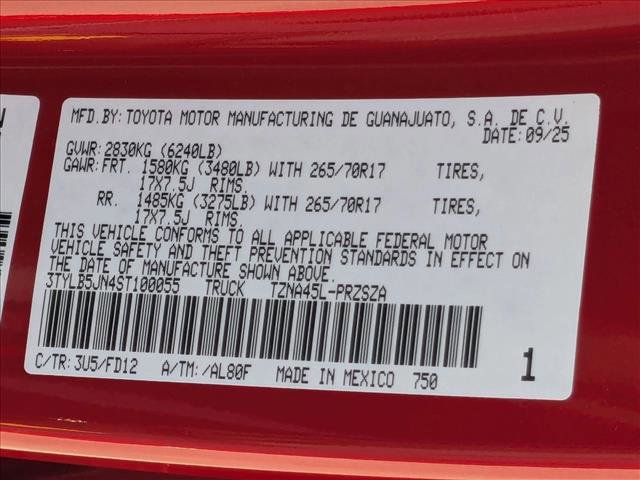 MFD.BY: TOYOTA MOTOR MANUFACTURING DE GUANAJUATO, S.A. DE C.V.
DATE: 09/25
GVWR: 2830KG (6240LB)
GAWR: FRT. 1580KG (3480LB) WITH 265/70R17 TIRES,
17X7.5J RIMS.
RR. 1485KG (3275LB) WITH 265/70R17 TIRES,
17X7.5J RIMS
THIS VEHICLE CONFORMS TO ALL APPLICABLE FEDERAL MOTOR
VEHICLE SAFETY AND THEFT PREVENTION STANDARDS IN EFFECT ON
THE DATE OF MANUFACTURE SHOWN ABOVE.
3TYLB5JN4ST100055 TRUCK TZNA45L-PRZSZA
C/TR: 3U5/FD12 A/TM: /AL80F MADE IN MEXICO 750 1